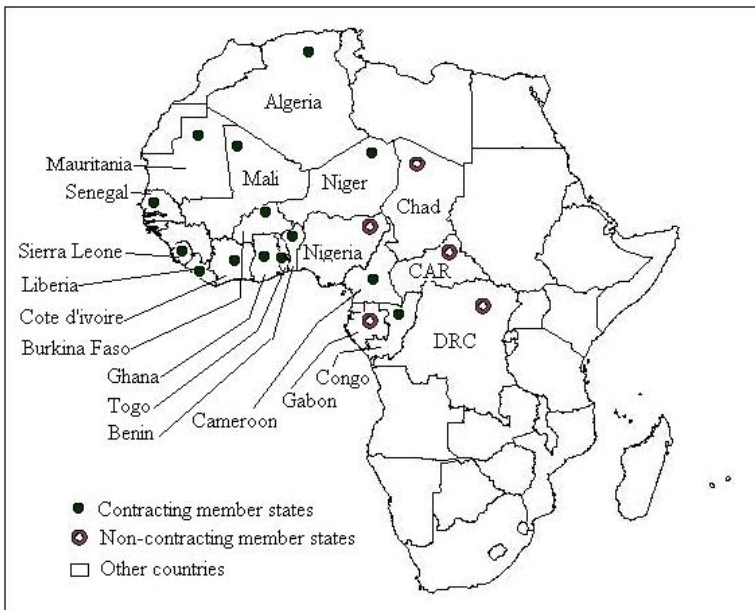 Algeria
Mauritania
Mali
Niger
Senegal
Chad
Sierra Leone
Nigeria
CAR
Liberia
Cote d'ivoire
Burkina Faso
DRC
Ghana
Congo
Togo
Gabon
Cameroon
Benin
Contracting member states
Non-contracting member states
Other countries